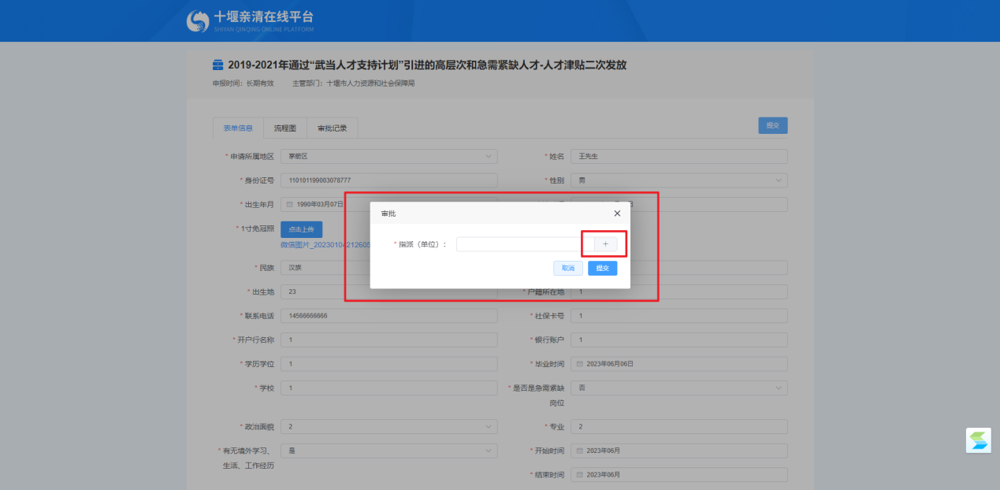 十堰亲清在线平台
SHIYAN QINQING ONLINE PLATFORM
2019-2021年通过“武当人才支持计划”引进的高层次和急需紧缺人才-人才津贴二次发放
申报时间：长期有效 主管部门：十堰市人力资源和社会保障局
表单信息 流程图 审批记录 提交
* 申请所属地区 茅箭区 * 姓名 王先生
* 身份证号 110101199003078777 * 性别 男
* 出生年月 1990年03月07日 日
审批
* 1寸免冠照 点击上传
微信图片_20230104212605
* 指派（单位）： +
取消 提交
* 民族 汉族
* 出生地 23 * 户籍所在地 1
* 联系电话 14566666666 * 社保卡号 1
* 开户行名称 1 * 银行账户 1
* 学历学位 1 * 毕业时间 2023年06月06日
* 学校 1 * 是否是急需紧缺岗位 否
* 政治面貌 2 * 专业 2
* 有无境外学习、生活、工作经历 是 * 开始时间 2023年06月
* 结束时间 2023年06月